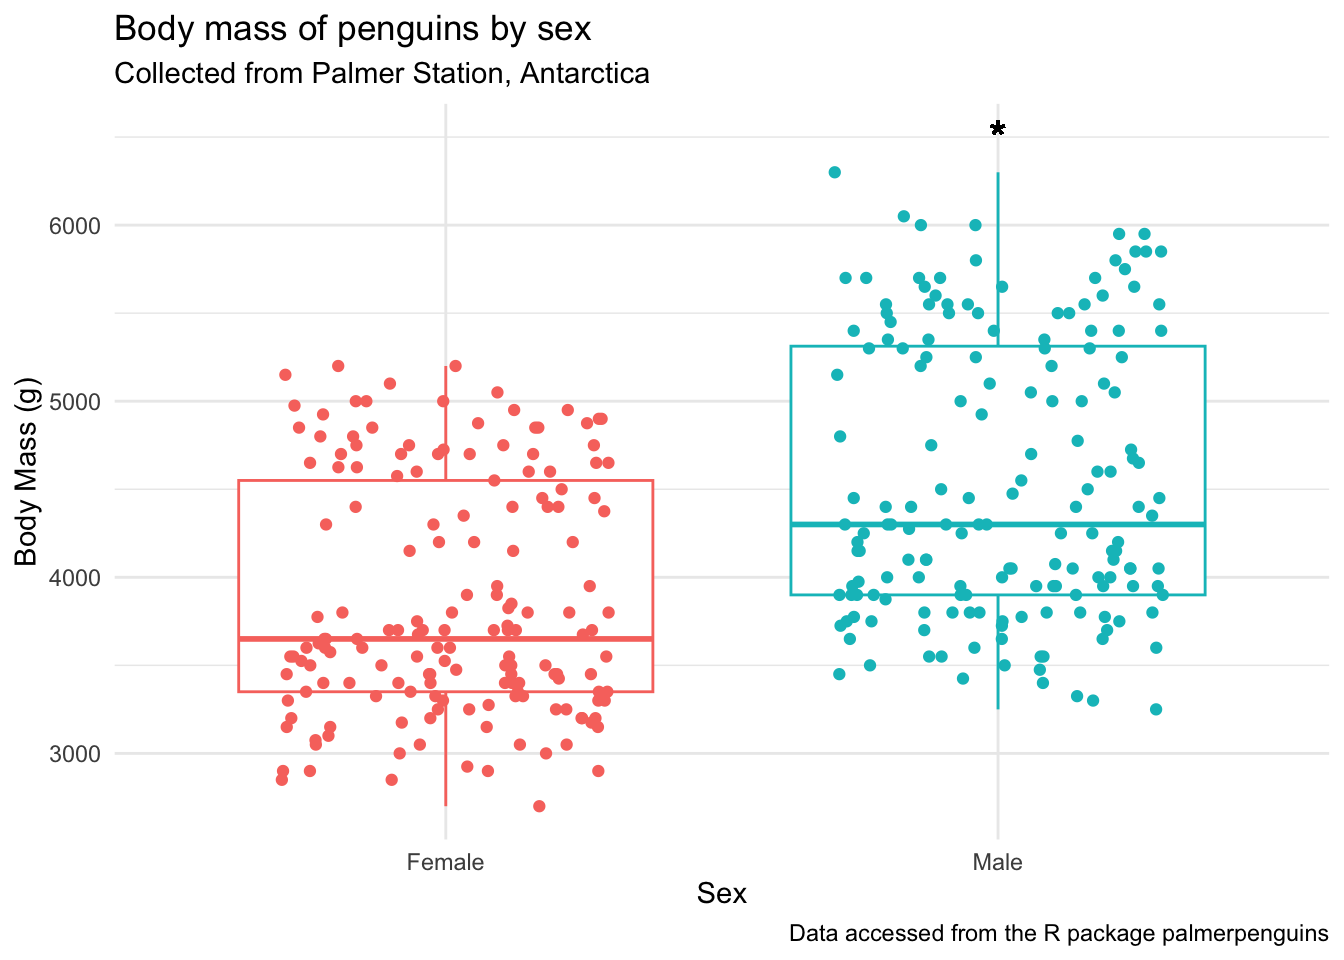 Body mass of penguins by sex
Collected from Palmer Station, Antarctica
*
6000
5000
4000
3000
Body Mass (g)
Female Male
Sex
Data accessed from the R package palmerpenguins